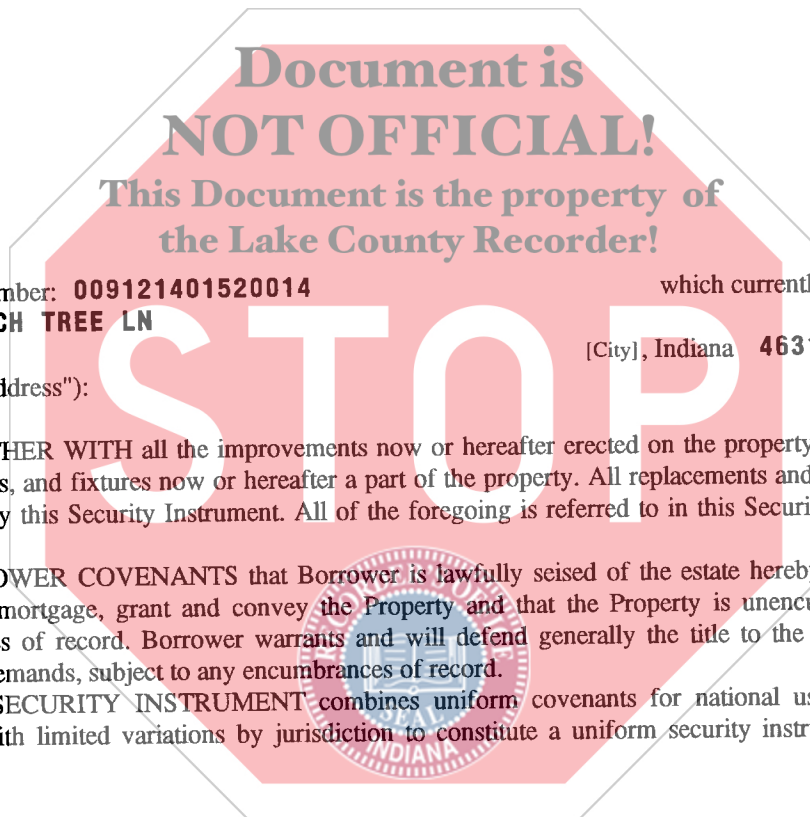 Document is
NOT OFFICIAL!
This Document is the property of
the Lake County Recorder!
mber: 009121401520014 which currentl
CH TREE LN
[City], Indiana 4631
ddress"):
STOP
HER WITH all the improvements now or hereafter erected on the property
s, and fixtures now or hereafter a part of the property. All replacements and
y this Security Instrument. All of the foregoing is referred to in this Securi
OWER COVENANTS that Borrower is lawfully seised of the estate hereby
mortgage, grant and convey the Property and that the Property is unencu
s of record. Borrower warrants and will defend generally the title to the
emands, subject to any encumbrances of record.
SECURITY INSTRUMENT combines uniform covenants for national us
ith limited variations by jurisdiction to constitute a uniform security instr
SEAL
INDIANA